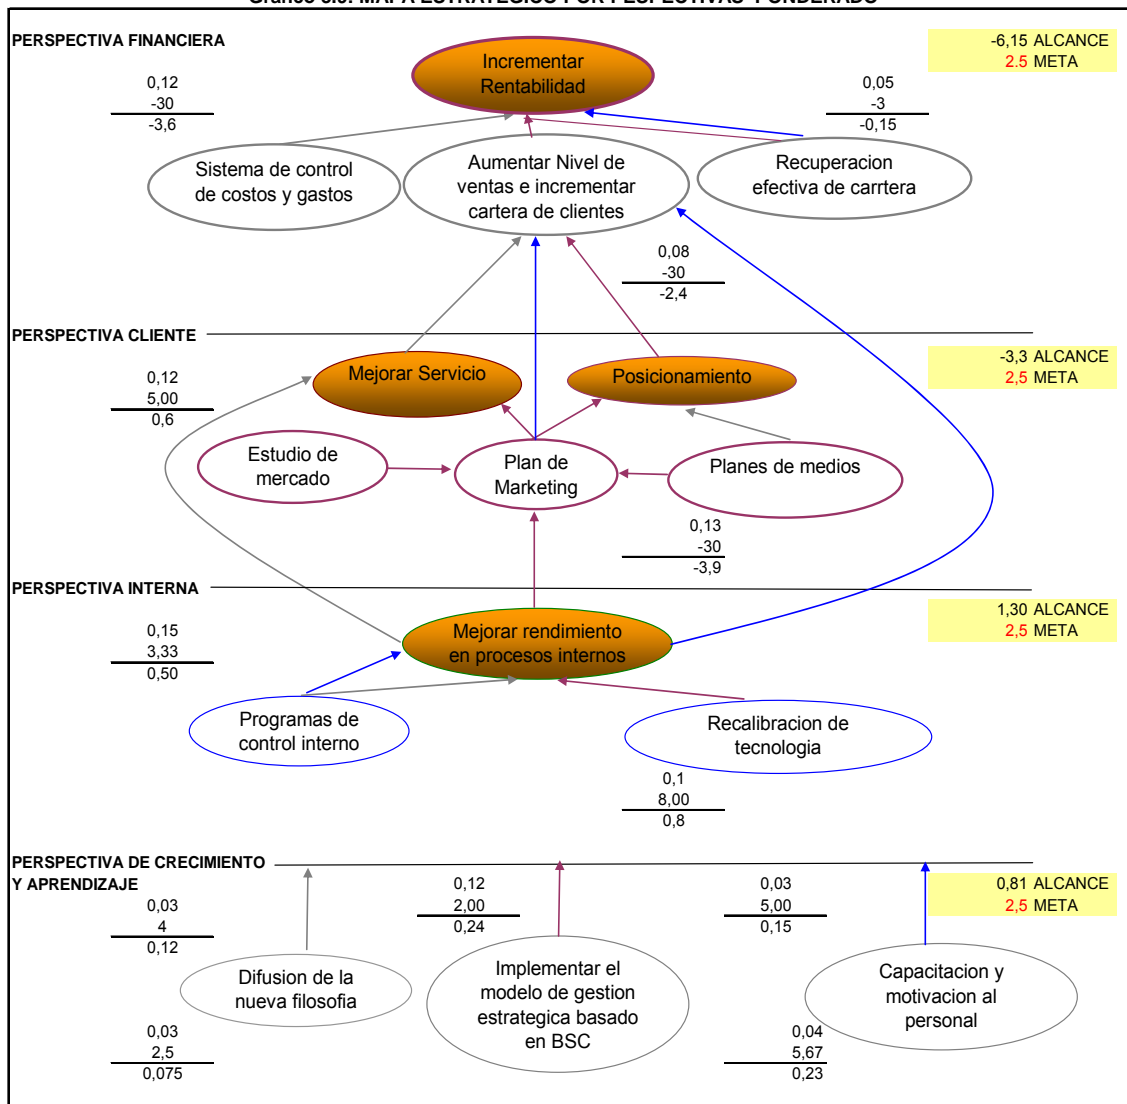 PERSPECTIVA FINANCIERA
-6,15 ALCANCE
2.5 META
Incrementar
Rentabilidad
0,12
-30
-3,6
0,05
-3
-0,15
Sistema de control
de costos y gastos
Aumentar Nivel de
ventas e incrementar
cartera de clientes
Recuperacion
efectiva de carrtera
0,08
-30
-2,4
PERSPECTIVA CLIENTE
-3,3 ALCANCE
2,5 META
0,12
5,00
0,6
Mejorar Servicio
Posicionamiento
Estudio de
mercado
Plan de
Marketing
Planes de medios
0,13
-30
-3,9
PERSPECTIVA INTERNA
1,30 ALCANCE
2,5 META
0,15
3,33
0,50
Mejorar rendimiento
en procesos internos
Programas de
control interno
Recalibracion de
tecnologia
0,1
8,00
0,8
PERSPECTIVA DE CRECIMIENTO
Y APRENDIZAJE
0,81 ALCANCE
2,5 META
0,03
4
0,12
0,12
2,00
0,24
0,03
5,00
0,15
Difusion de la
nueva filosofia
Implementar el
modelo de gestion
estrategica basado
en BSC
Capacitacion y
motivacion al
personal
0,03
2,5
0,075
0,04
5,67
0,23